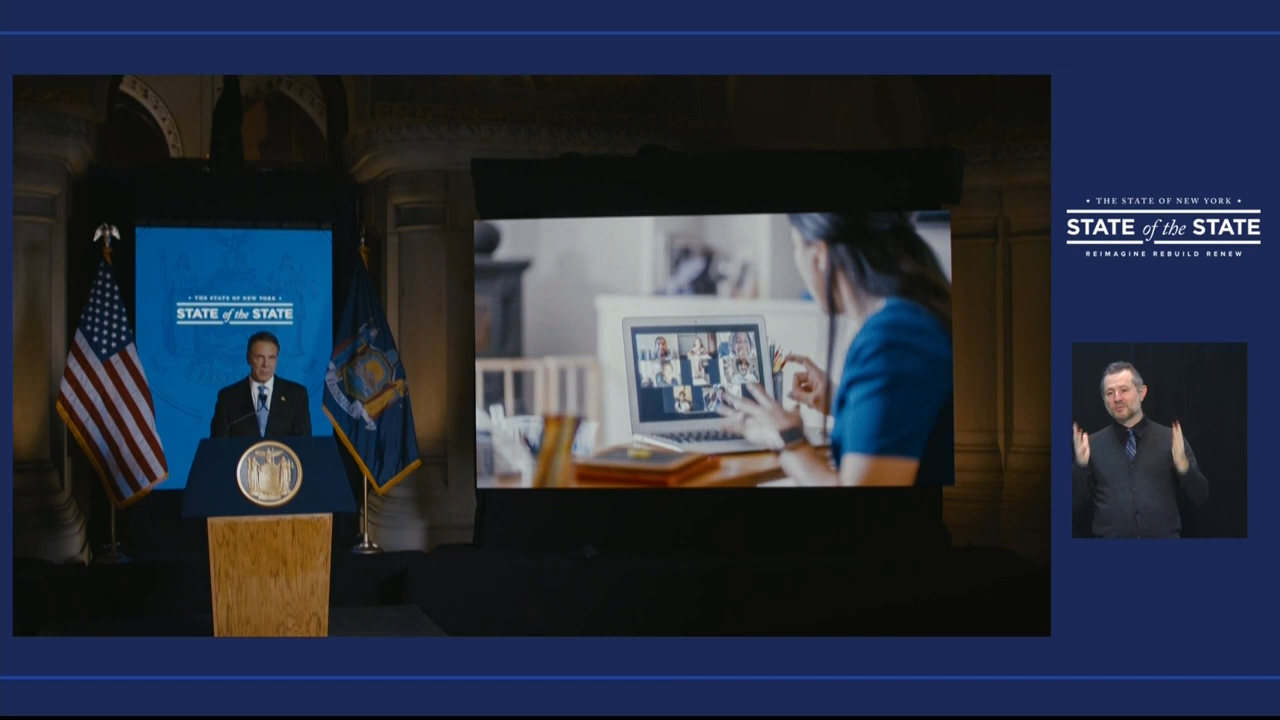 • THE STATE OF NEW YORK •
STATE of the STATE
REIMAGINE REBUILD RENEW
• THE STATE OF NEW YORK •
STATE of the STATE